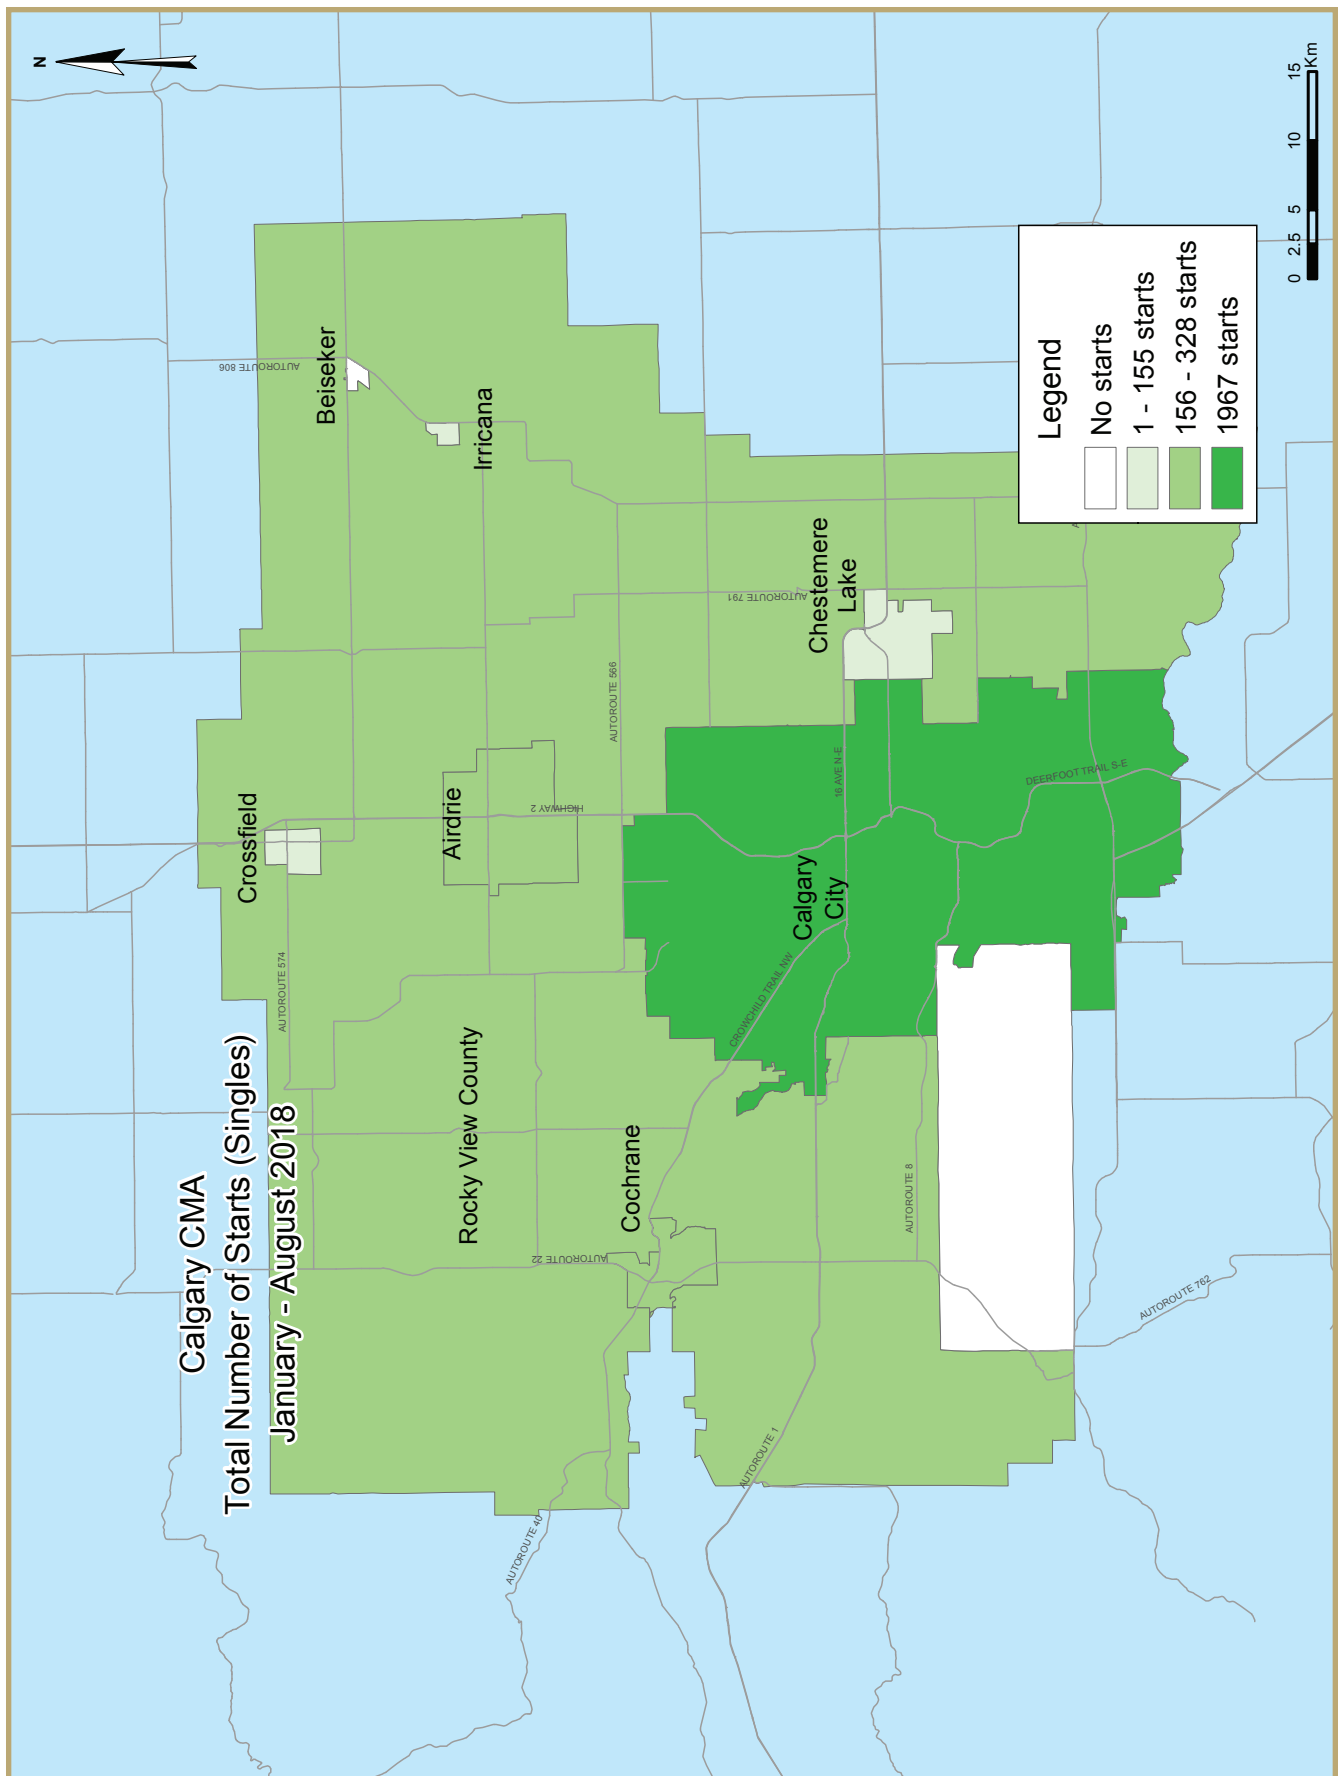 Calgary CMA
Total Number of Starts (Singles)
January - August 2018
N
Crossfield
Beiseker
Irricana
Airdrie
Rocky View County
Cochrane
Chestemere
Lake
Calgary
City
AUTOROUTE 806
AUTOROUTE 574
AUTOROUTE 566
HIGHWAY 2
AUTOROUTE 791
AUTOROUTE 22
AUTOROUTE 40
CROWCHILD TRAIL NW
16 AVE N-E
AUTOROUTE 1
AUTOROUTE 8
DEERFOOT TRAIL S-E
AUTOROUTE 762
Legend
No starts
1 - 155 starts
156 - 328 starts
1967 starts
0 2.5 5 10 15
Km